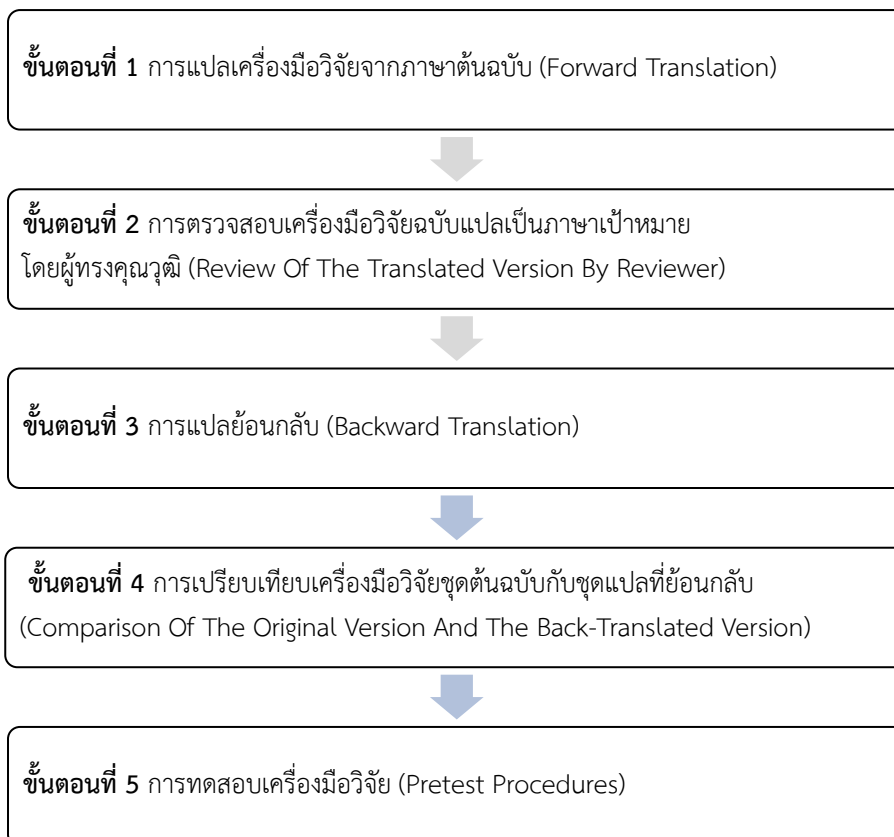 ขั้นตอนที่ 1 การแปลเครื่องมือวิจัยจากภาษาต้นฉบับ (Forward Translation)
ขั้นตอนที่ 2 การตรวจสอบเครื่องมือวิจัยฉบับแปลเป็นภาษาเป้าหมาย
โดยผู้ทรงคุณวุฒิ (Review Of The Translated Version By Reviewer)
ขั้นตอนที่ 3 การแปลย้อนกลับ (Backward Translation)
ขั้นตอนที่ 4 การเปรียบเทียบเครื่องมือวิจัยชุดต้นฉบับกับชุดแปลที่ย้อนกลับ
(Comparison Of The Original Version And The Back-Translated Version)
ขั้นตอนที่ 5 การทดสอบเครื่องมือวิจัย (Pretest Procedures)